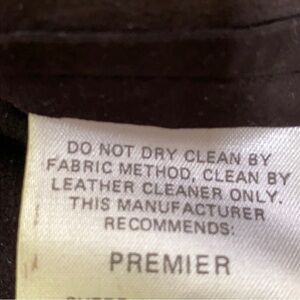 DO NOT DRY CLEAN BY
FABRIC METHOD, CLEAN BY
LEATHER CLEANER ONLY.
THIS MANUFACTURER
RECOMMENDS:
PREMIER